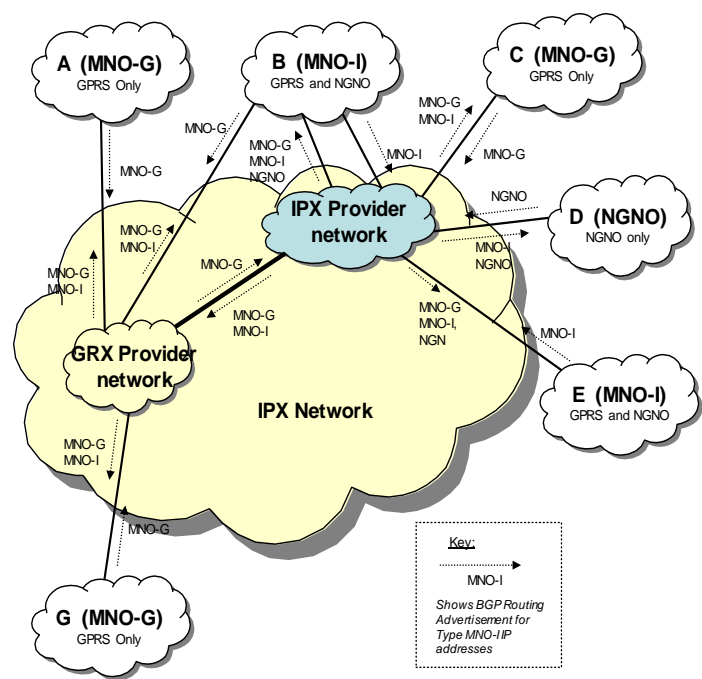 A (MNO-G)
GPRS Only
B (MNO-I)
GPRS and NGNO
C (MNO-G)
GPRS Only
MNO-G
MNO-G
MNO-G
MNO-I
NGNO
MNO-I
MNO-G
MNO-I
MNO-G
NGNO
D (NGNO)
NGNO only
MNO-I
NGNO
IPX Provider
network
MNO-G
MNO-I
MNO-G
MNO-G
MNO-I
MNO-G
MNO-I
MNO-G
MNO-I,
NGN
MNO-I
E (MNO-I)
GPRS and NGNO
GRX Provider
network
IPX Network
MNO-G
MNO-I
MNO-G
G (MNO-G)
GPRS Only
Key:
MNO-I
Shows BGP Routing
Advertisement for
Type MNO-IIP
addresses